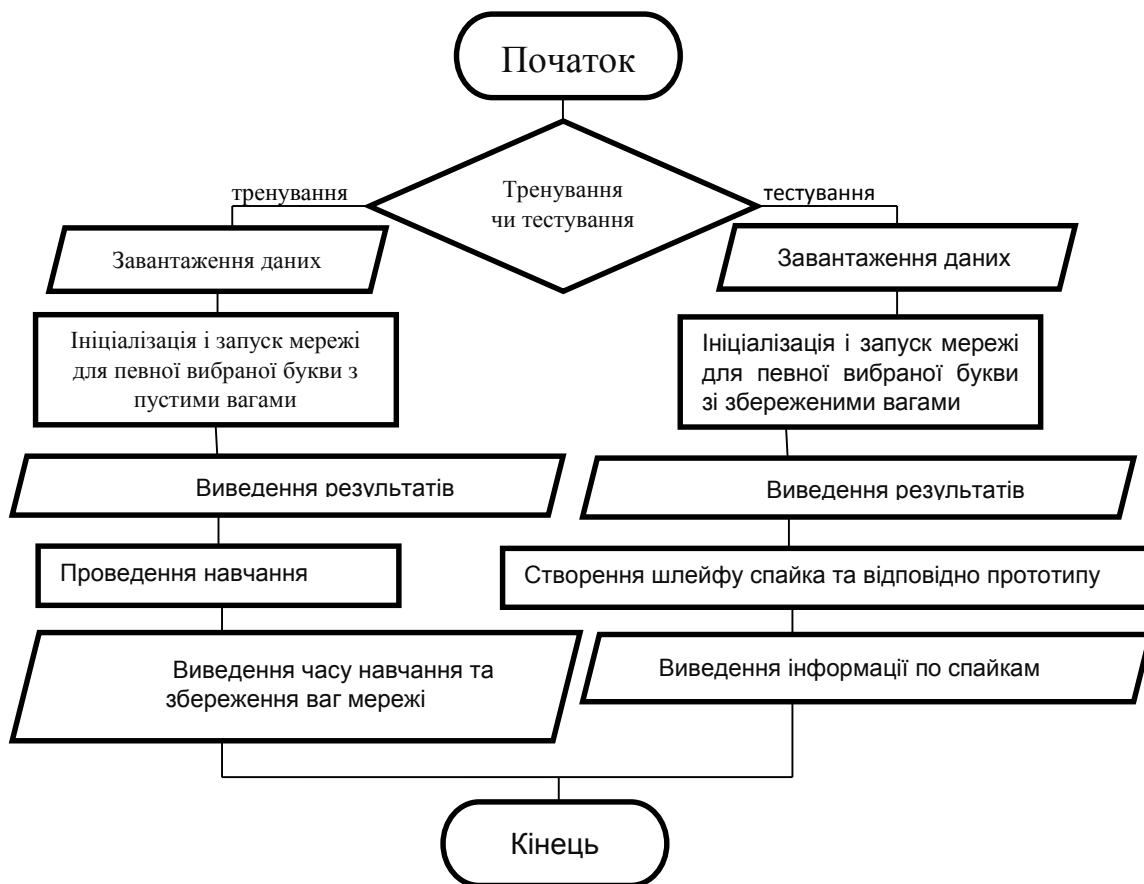 Початок
Тренування
чи тестування
тренування
тестування
Завантаження даних
Ініціалізація і запуск мережі
для певної вибраної букви з
пустими вагами
Виведення результатів
Проведення навчання
Виведення часу навчання та
збереження ваг мережі
Завантаження даних
Ініціалізація і запуск мережі
для певної вибраної букви
зі збереженими вагами
Виведення результатів
Створення шлейфу спайка та відповідно прототипу
Виведення інформації по спайкам
Кінець